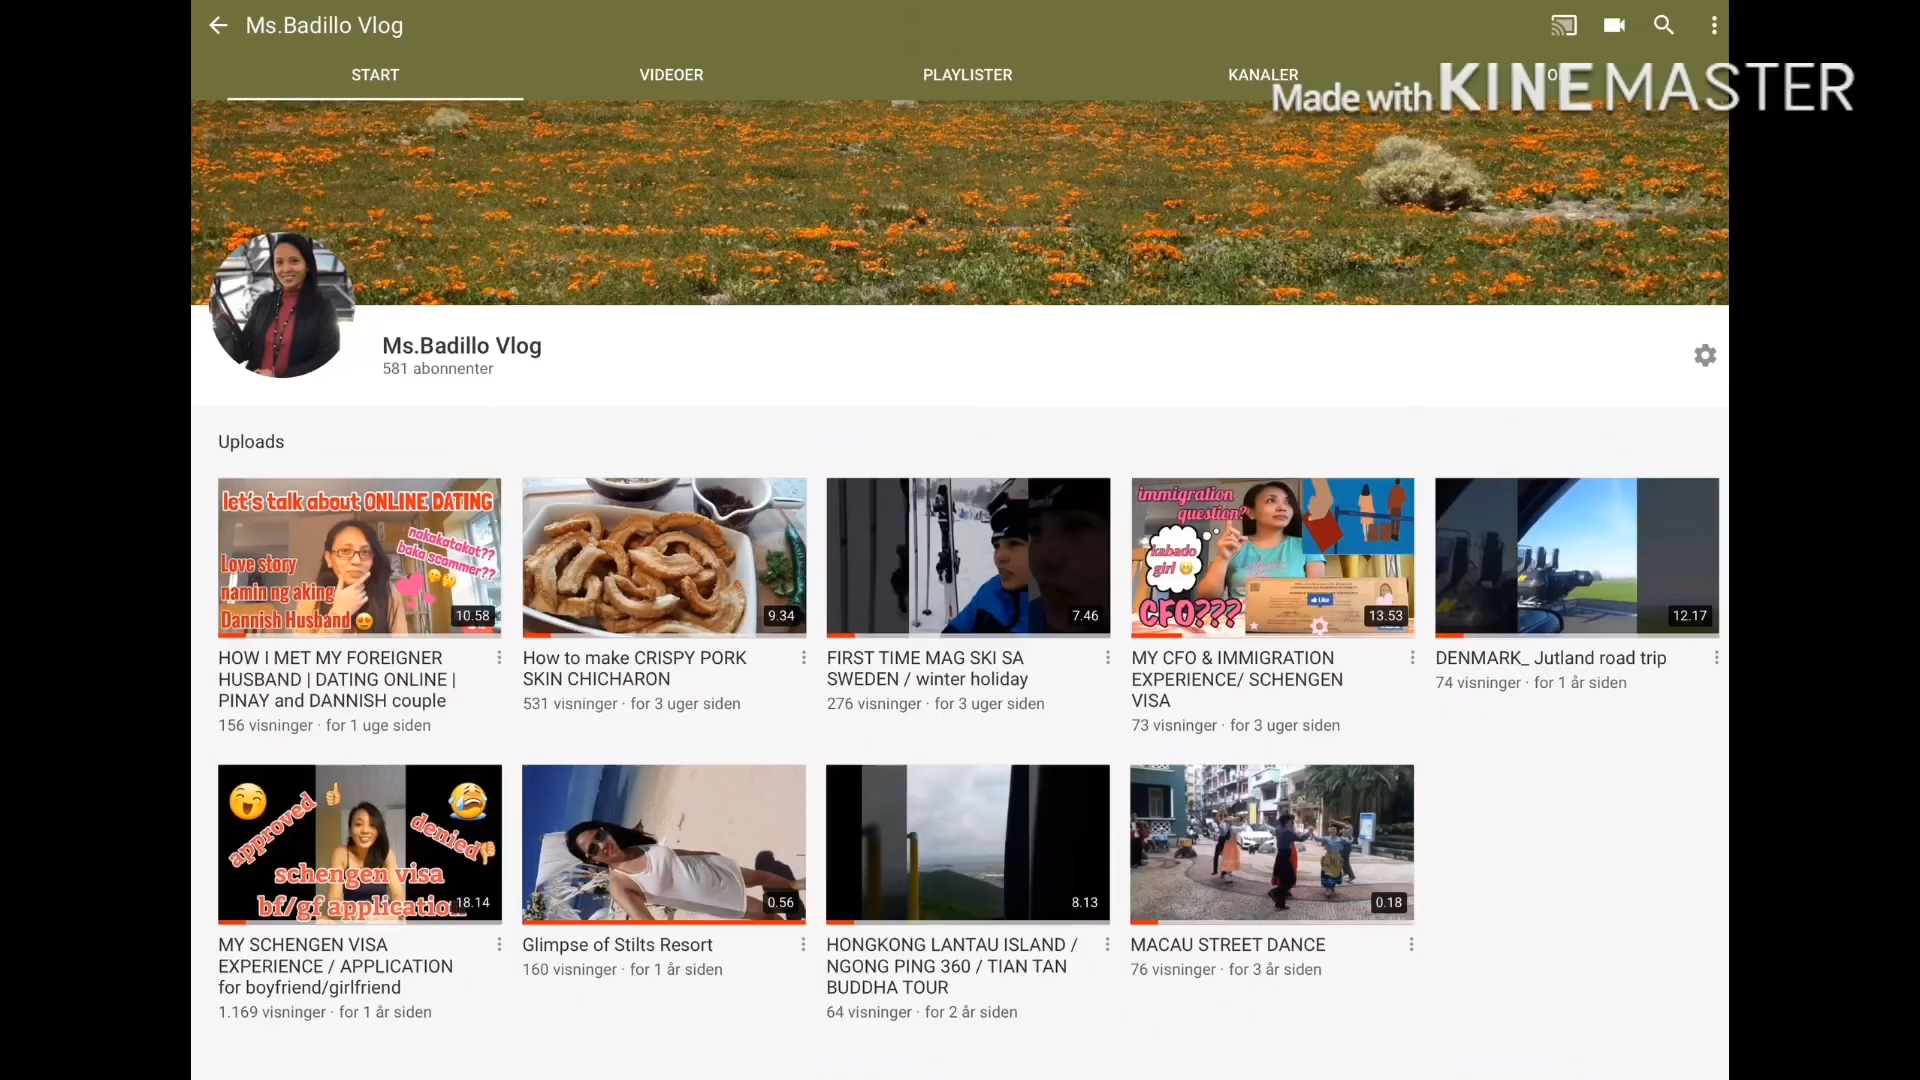 Ms.Badillo Vlog
START VIDEOER PLAYLISTER KANALER O
Made with KINEMASTER
Ms.Badillo Vlog
581 abonnenter
Uploads
let's talk about ONLINE DATING
nakakatakot??
baka scammer??
Love story
namin ng aking
Dannish Husband
10.58
9.34
7.46
immigration
question?
kabado
girl
CFO???
Like
13.53
12.17
HOW I MET MY FOREIGNER
HUSBAND | DATING ONLINE |
PINAY and DANNISH couple
156 visninger · for 1 uge siden
How to make CRISPY PORK
SKIN CHICHARON
531 visninger · for 3 uger siden
FIRST TIME MAG SKI SA
SWEDEN / winter holiday
276 visninger · for 3 uger siden
MY CFO & IMMIGRATION
EXPERIENCE/ SCHENGEN
VISA
73 visninger · for 3 uger siden
DENMARK_ Jutland road trip
74 visninger · for 1 år siden
approved
denied
schengen visa
bf/gf application
18.14
0.56
8.13
0.18
MY SCHENGEN VISA
EXPERIENCE / APPLICATION
for boyfriend/girlfriend
1.169 visninger · for 1 år siden
Glimpse of Stilts Resort
160 visninger · for 1 år siden
HONGKONG LANTAU ISLAND /
NGONG PING 360 / TIAN TAN
BUDDHA TOUR
64 visninger · for 2 år siden
MACAU STREET DANCE
76 visninger · for 3 år siden